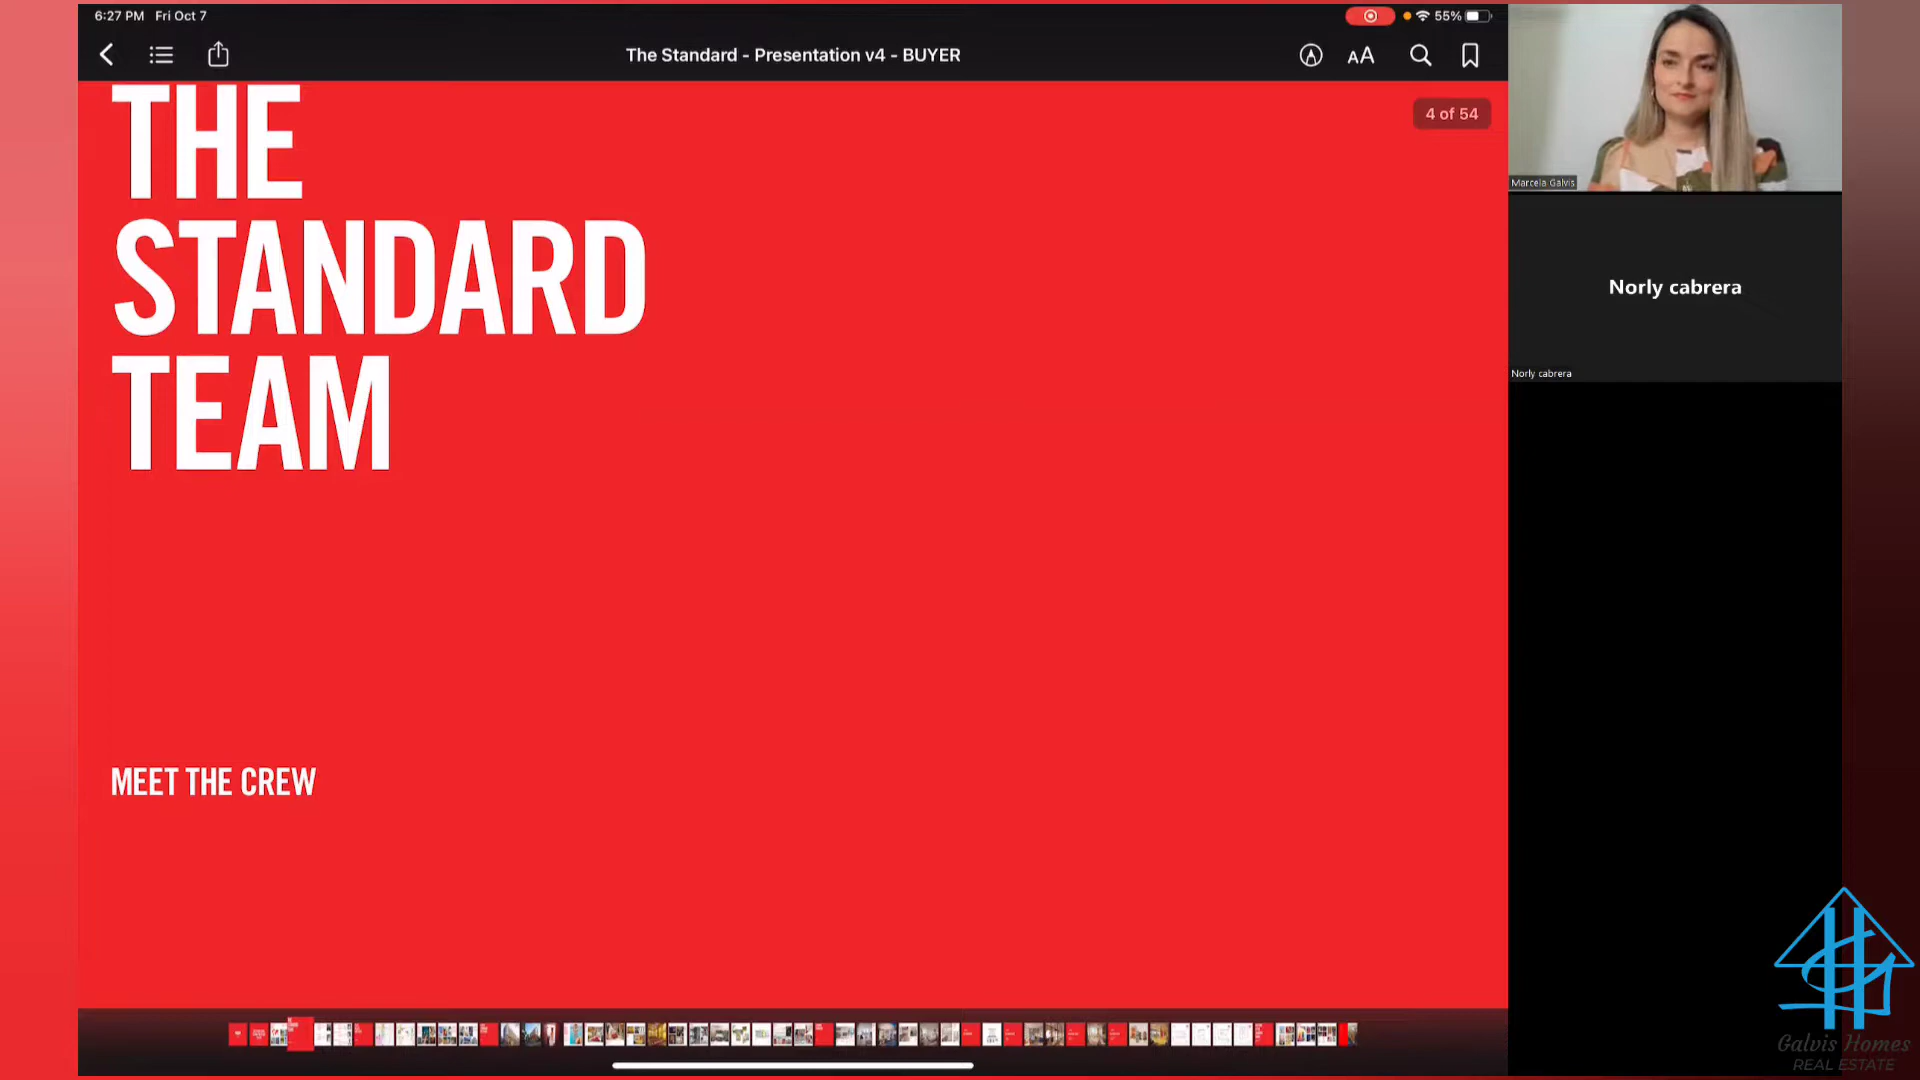 6:27 PM Fri Oct 7
55%
The Standard - Presentation v4 - BUYER
AA
4 of 54
THE
STANDARD
TEAM
MEET THE CREW
Marcela Galvis
Norly cabrera
Norly cabrera
Galvis Homes
REAL ESTATE